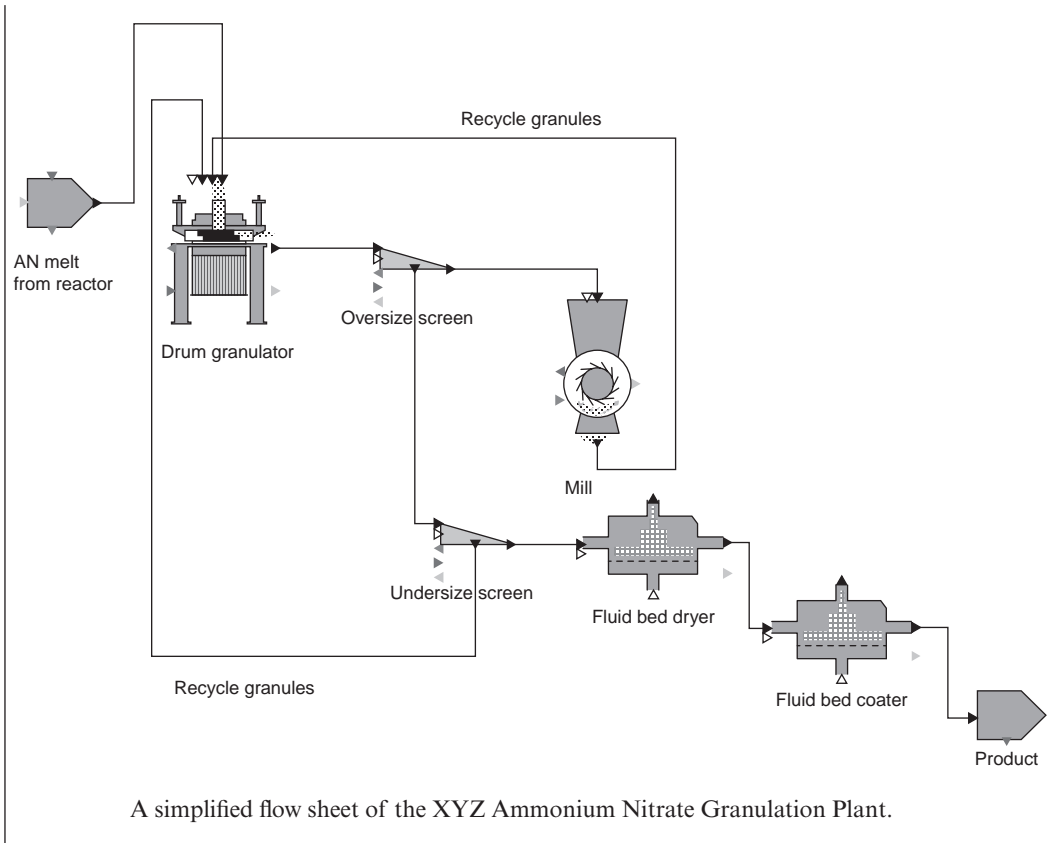 Recycle granules
AN melt
from reactor
Oversize screen
Drum granulator
Mill
Undersize screen
Fluid bed dryer
Recycle granules
Fluid bed coater
Product
A simplified flow sheet of the XYZ Ammonium Nitrate Granulation Plant.